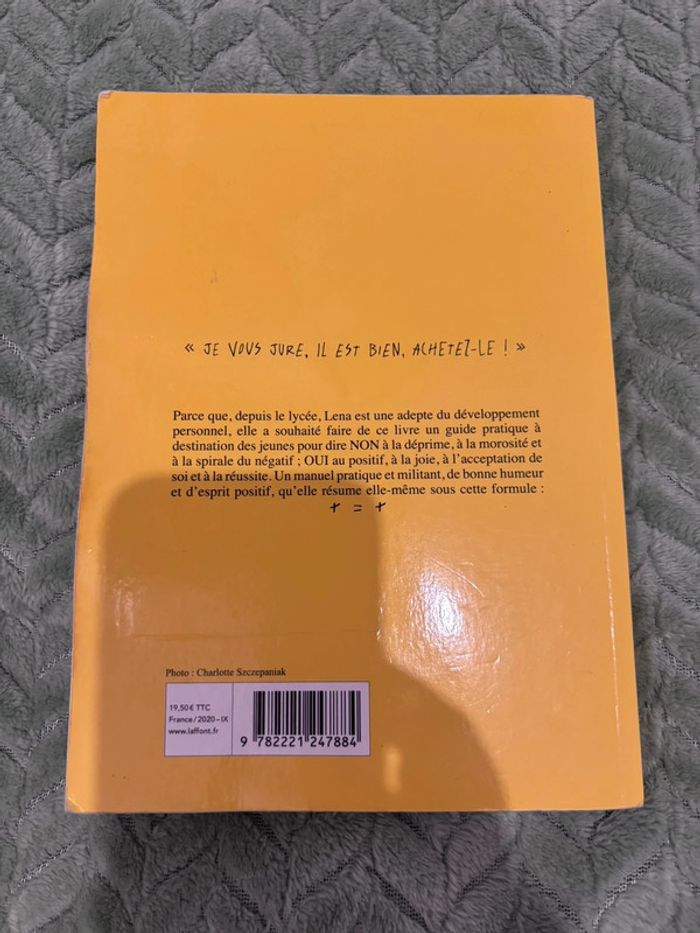 « JE VOUS JURE, IL EST BIEN, ACHETEZ-LE ! »
Parce que, depuis le lycée, Lena est une adepte du développement
personnel, elle a souhaité faire de ce livre un guide pratique à
destination des jeunes pour dire NON à la déprime, à la morosité et
à la spirale du négatif ; OUI au positif, à la joie, à l'acceptation de
soi et à la réussite. Un manuel pratique et militant, de bonne humeur
et d'esprit positif, qu'elle résume elle-même sous cette formule :
+ = +
Photo : Charlotte Szczepaniak
19,50 € TTC
France/2020-IX
www.laffont.fr
9 782221 247884